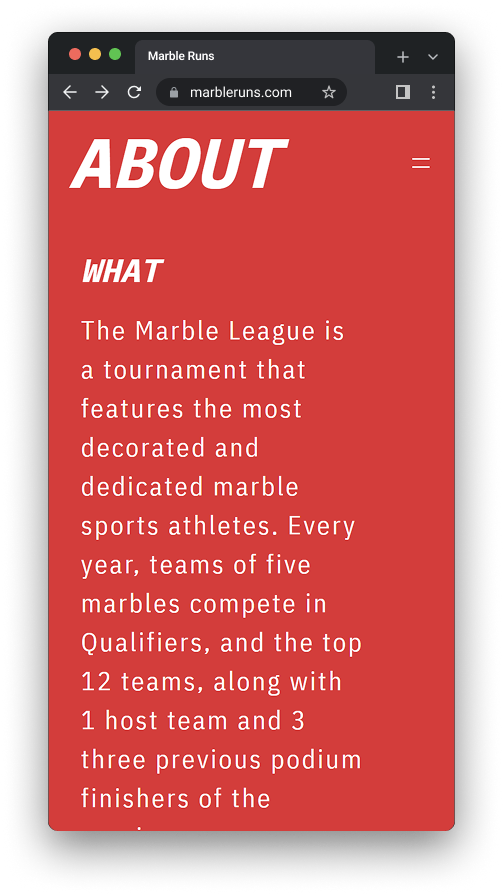 Marble Runs
marbleruns.com
ABOUT
WHAT
The Marble League is
a tournament that
features the most
decorated and
dedicated marble
sports athletes. Every
year, teams of five
marbles compete in
Qualifiers, and the top
12 teams, along with
1 host team and 3
three previous podium
finishers of the